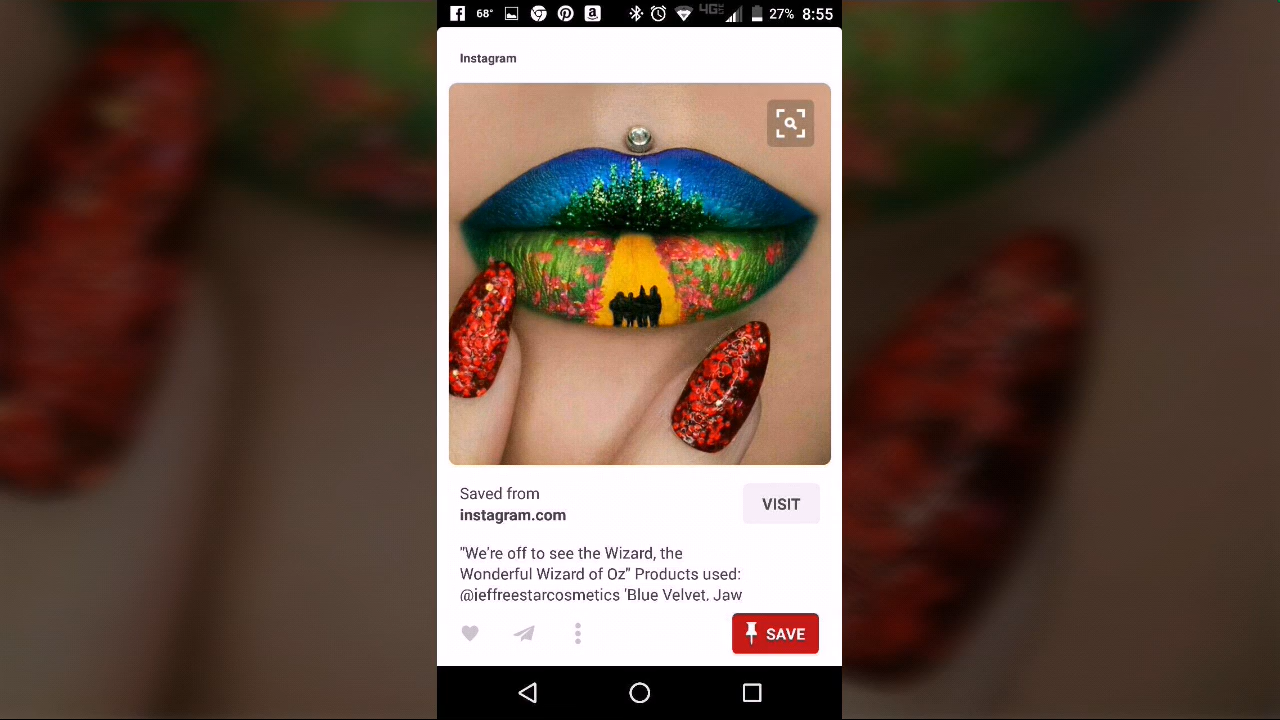 68°
4G
27% 8:55
Instagram
Saved from
instagram.com
VISIT
"We're off to see the Wizard, the
Wonderful Wizard of Oz" Products used:
@jeffreestarcosmetics 'Blue Velvet, Jaw
SAVE